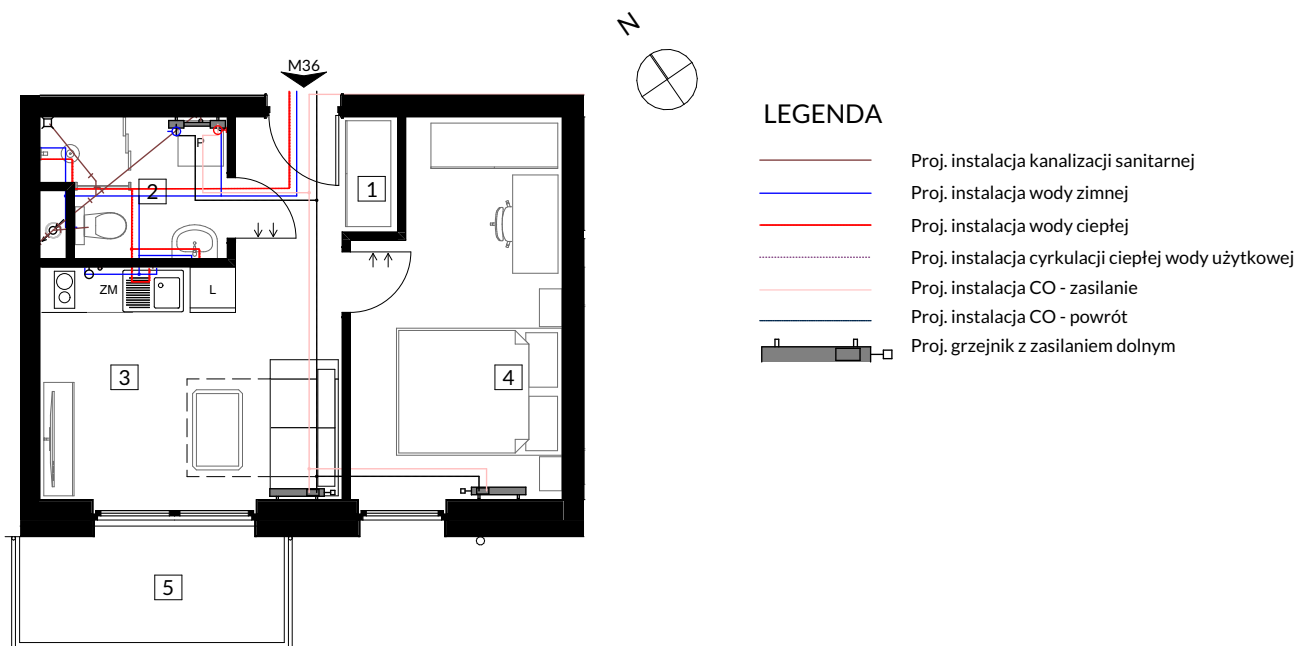 N
M36
LEGENDA
Proj. instalacja kanalizacji sanitarnej
Proj. instalacja wody zimnej
Proj. instalacja wody ciepłej
Proj. instalacja cyrkulacji ciepłej wody użytkowej
Proj. instalacja CO - zasilanie
Proj. instalacja CO - powrót
Proj. grzejnik z zasilaniem dolnym
P
1
2
ZM
L
3
4
5